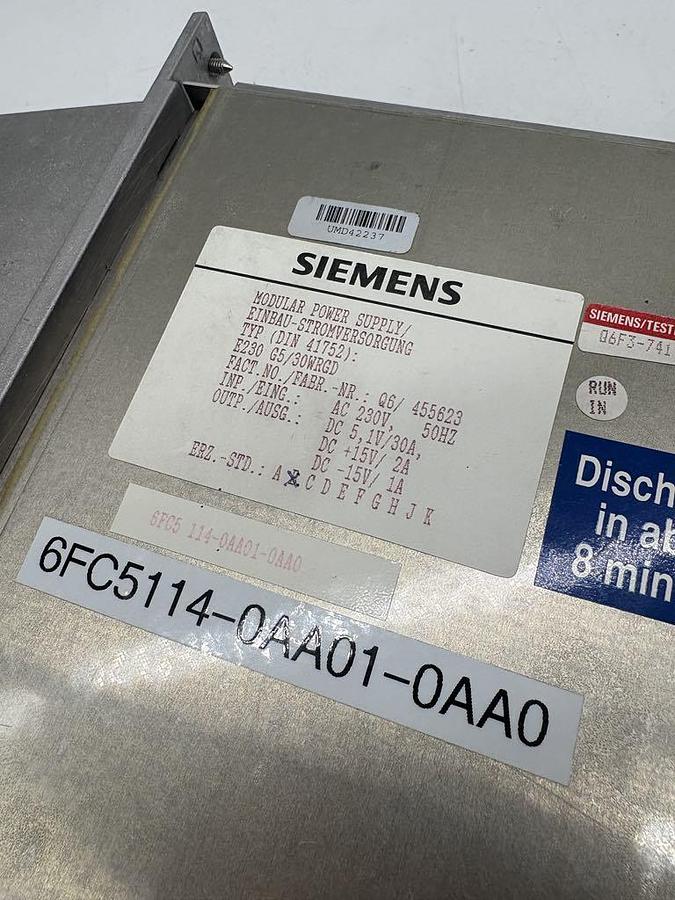 47
UMD42237
SIEMENS
MODULAR POWER SUPPLY/
EINBAU-STROMVERSORGUNG
TYP (DIN 41752):
E230 G5/30WRGD
FACT.NO./FABR.-NR.: Q6/ 455623
INP./EING.: AC 230V, 50HZ
OUTP./AUSG.: DC 5,1V/30A,
DC +15V/ 2A
DC -15V/ 1A
ERZ.-STD.: A B C D E F G H J K
SIEMENS/TEST
06F3-741
RUN
IN
Disch
in ab
8 min
6FC5 114-0AA01-0AA0
6FC5114-0AA01-0AA0